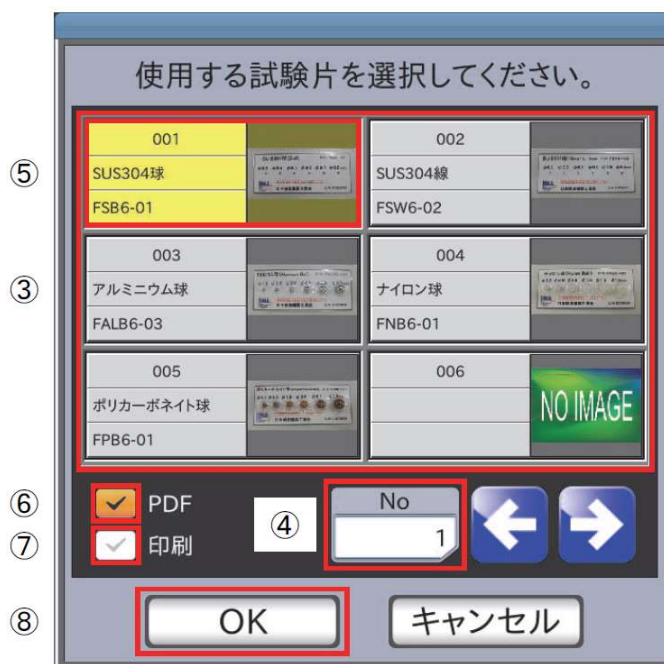 使用する試験片を選択してください。
⑤
001
SUS304球
FSB6-01
002
SUS304線
FSW6-02
③
003
アルミニウム球
FALB6-03
004
ナイロン球
FNB6-01
005
ポリカーボネイト球
FPB6-01
006
NO IMAGE
⑥
PDF
⑦
印刷
④
No
1
⑧
OK
キャンセル